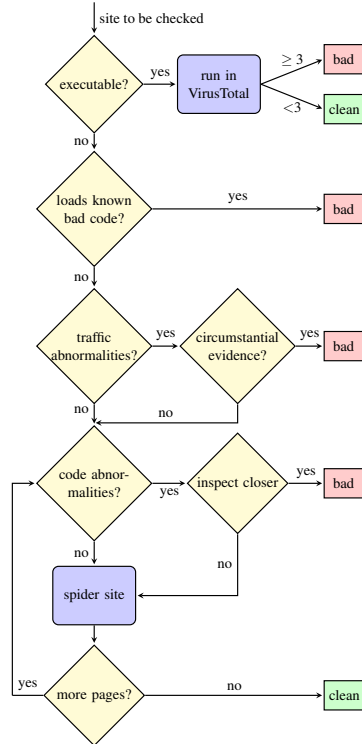 site to be checked
executable?
yes
run in
VirusTotal
≥ 3
bad
<3
clean
no
loads known
bad code?
yes
bad
no
traffic
abnormalities?
yes
circumstantial
evidence?
yes
bad
no
no
code abnor-
malities?
yes
inspect closer
yes
bad
no
no
spider site
yes
more pages?
no
clean